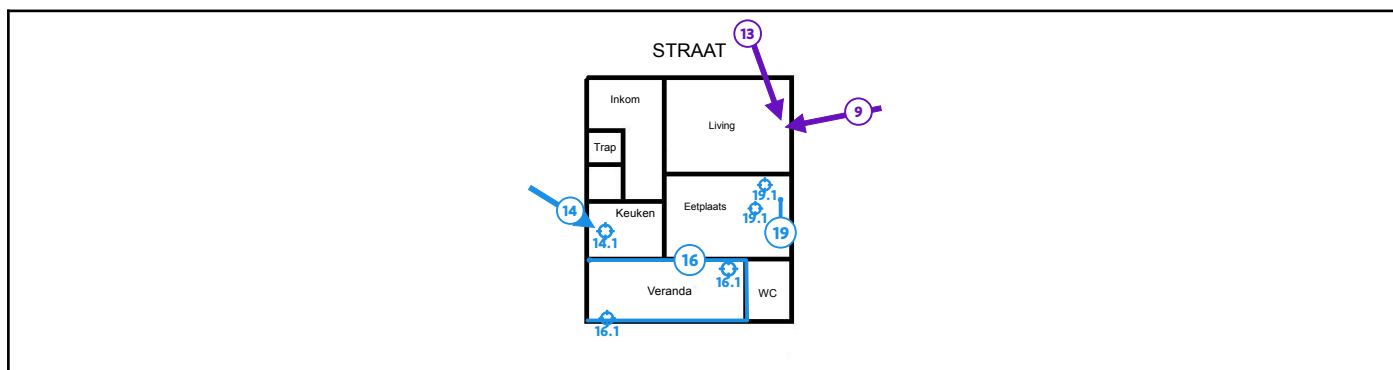 13
STRAAT
Inkom
9
Living
Trap
19.1
14
Keuken
Eetplaats
19.1
14.1
19
16
16.1
Veranda
WC
16.1